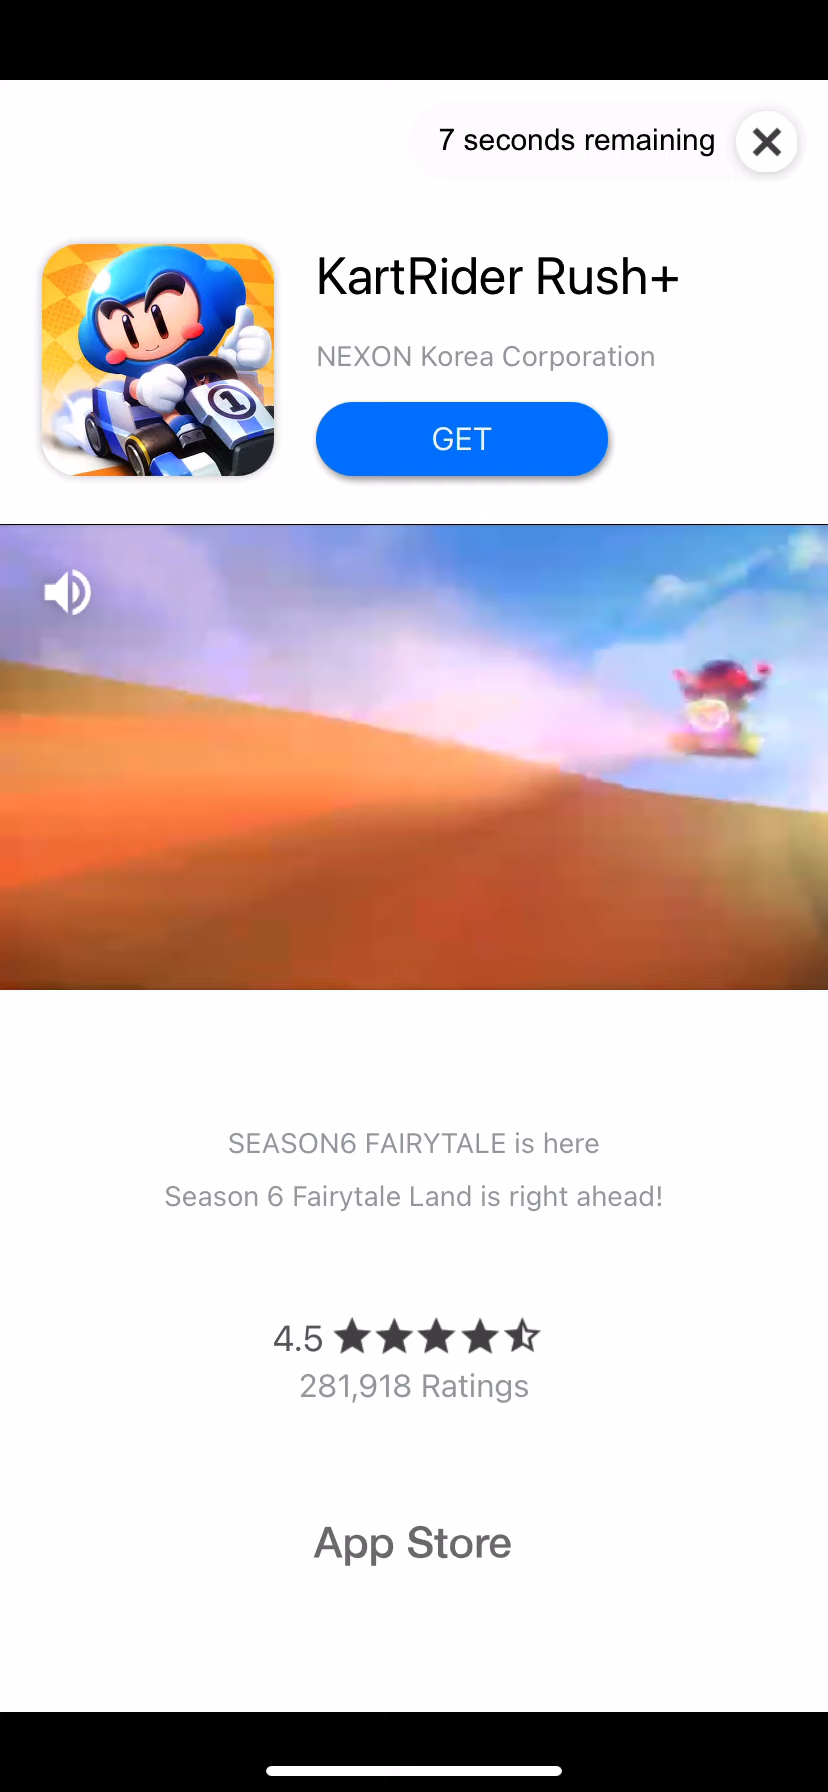 7 seconds remaining
KartRider Rush+
NEXON Korea Corporation
GET
1
SEASON6 FAIRYTALE is here
Season 6 Fairytale Land is right ahead!
4.5
281,918 Ratings
App Store